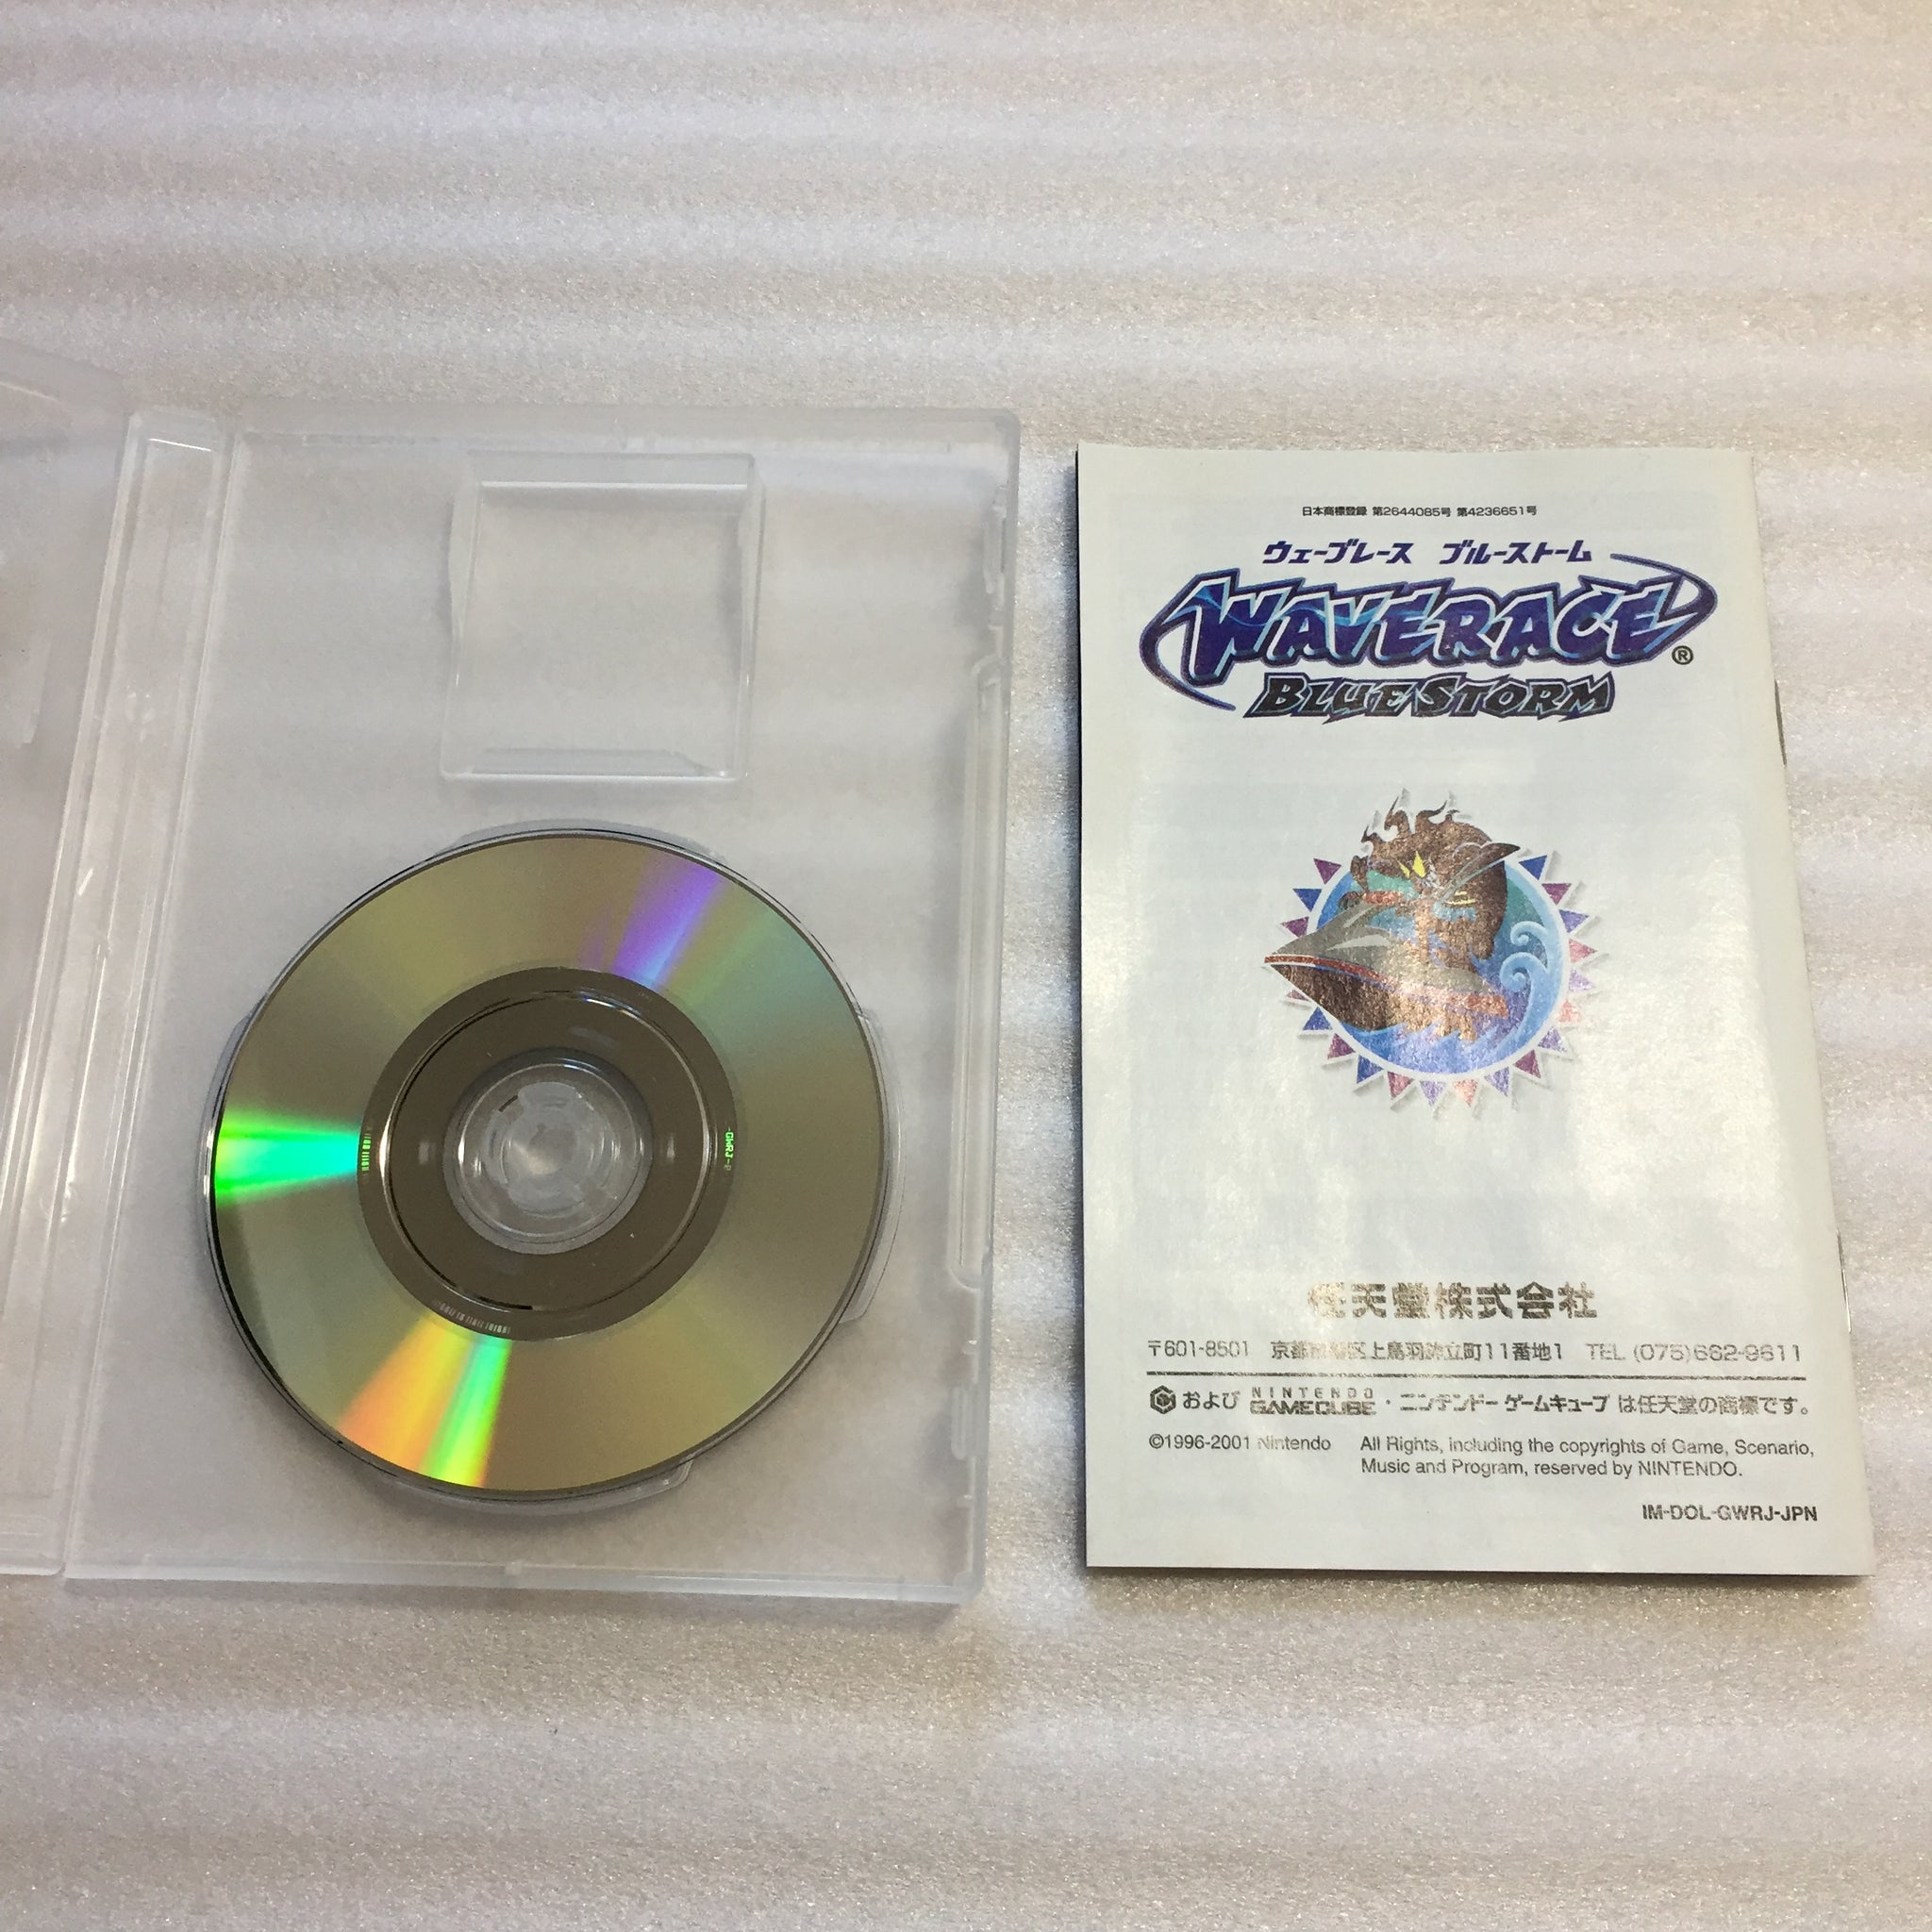 日本商標登録 第2644085号 第4236651号
ウェーブレース ブルーストーム
WAVERACE®
BLUE STORM
-GWRJ-0
任天堂株式会社
〒601-8501 京都市南区上鳥羽鉾立町11番地1 TEL (075)662-9611
および NINTENDO GAMECUBE・ニンテンドー ゲームキューブ は任天堂の商標です。
©1996-2001 Nintendo All Rights, including the copyrights of Game, Scenario,
Music and Program, reserved by NINTENDO.
IM-DOL-GWRJ-JPN